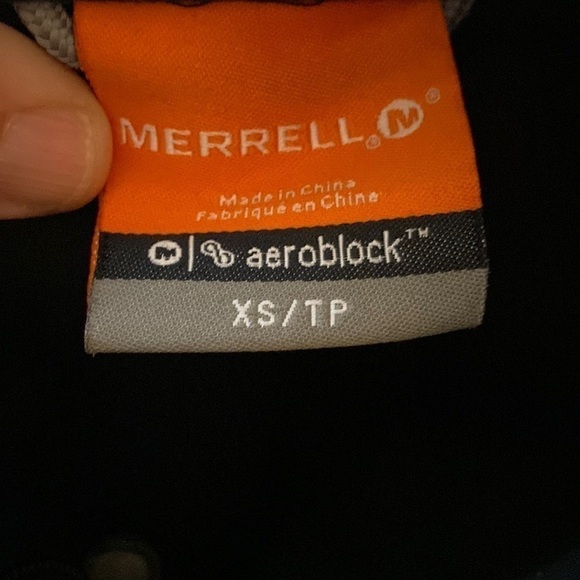 MERRELL® M®
Made in China
Fabriqué en Chine
M | aeroblock™
XS/TP